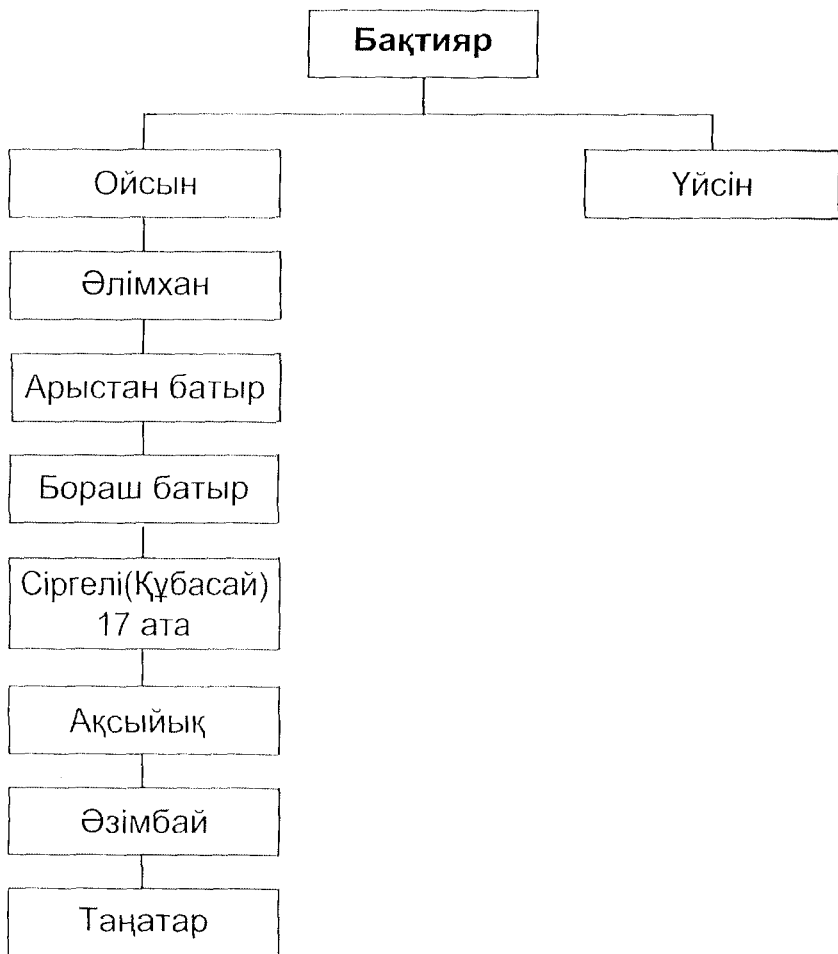 Бақтияр
Ойсын
Үйсін
Әлімхан
Арыстан батыр
Бораш батыр
Сіргелі(Құбасай)
17 ата
Ақсыйық
Әзімбай
Таңатар